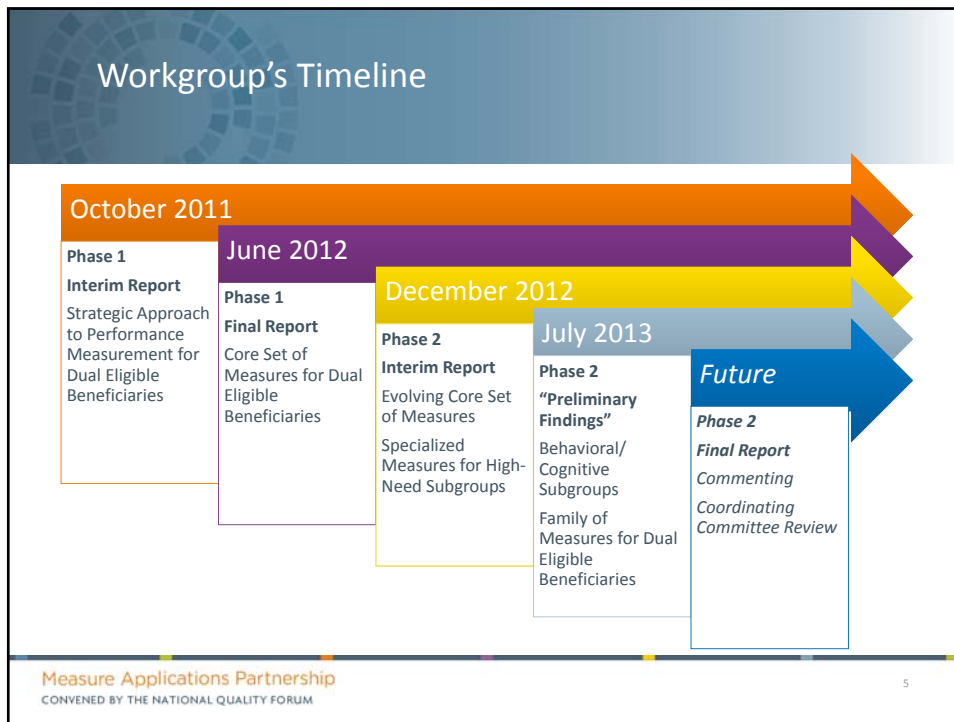 Workgroup's Timeline
October 2011
Phase 1
Interim Report
Strategic Approach
to Performance
Measurement for
Dual Eligible
Beneficiaries
June 2012
Phase 1
Final Report
Core Set of
Measures for Dual
Eligible
Beneficiaries
December 2012
Phase 2
Interim Report
Evolving Core Set
of Measures
Specialized
Measures for High-
Need Subgroups
July 2013
Phase 2
“Preliminary
Findings”
Behavioral/
Cognitive
Subgroups
Family of
Measures for Dual
Eligible
Beneficiaries
Future
Phase 2
Final Report
Commenting
Coordinating
Committee Review
Measure Applications Partnership
CONVENED BY THE NATIONAL QUALITY FORUM
5